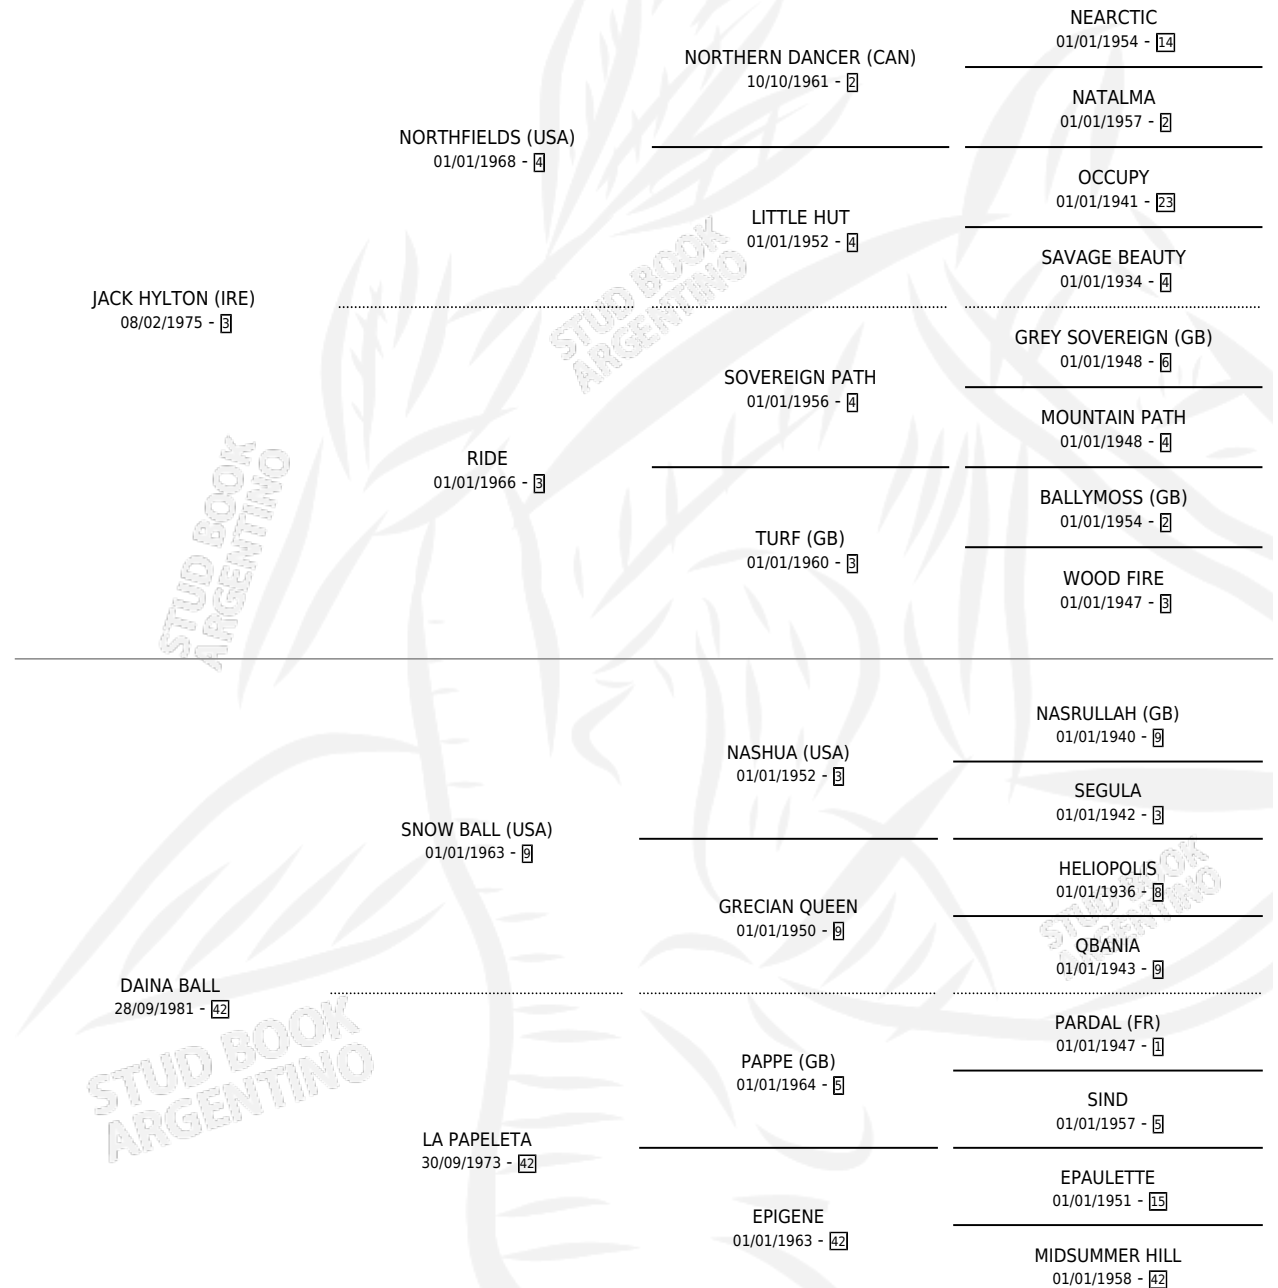 NEARCTIC
01/01/1954 - 14
NORTHERN DANCER (CAN)
10/10/1961 - 2
NATALMA
01/01/1957 - 2
NORTHFIELDS (USA)
01/01/1968 - 4
OCCUPY
01/01/1941 - 23
LITTLE HUT
01/01/1952 - 4
SAVAGE BEAUTY
01/01/1934 - 4
JACK HYLTON (IRE)
08/02/1975 - 3
GREY SOVEREIGN (GB)
01/01/1948 - 6
SOVEREIGN PATH
01/01/1956 - 4
MOUNTAIN PATH
01/01/1948 - 4
RIDE
01/01/1966 - 3
BALLYMOSS (GB)
01/01/1954 - 2
TURF (GB)
01/01/1960 - 3
WOOD FIRE
01/01/1947 - 3
NASRULLAH (GB)
01/01/1940 - 9
NASHUA (USA)
01/01/1952 - 3
SEGULA
01/01/1942 - 3
SNOW BALL (USA)
01/01/1963 - 9
HELIOPOLIS
01/01/1936 - 8
GRECIAN QUEEN
01/01/1950 - 9
QBANIA
01/01/1943 - 9
DAINA BALL
28/09/1981 - 42
PARDAL (FR)
01/01/1947 - 1
PAPPE (GB)
01/01/1964 - 5
SIND
01/01/1957 - 5
LA PAPELETA
30/09/1973 - 42
EPAULETTE
01/01/1951 - 15
EPIGENE
01/01/1963 - 42
MIDSUMMER HILL
01/01/1958 - 42
STUD BOOK
ARGENTINO
STUD BOOK
ARGENTINO
STUD BOOK
ARGENTINO
STUD BOOK
ARGENTINO